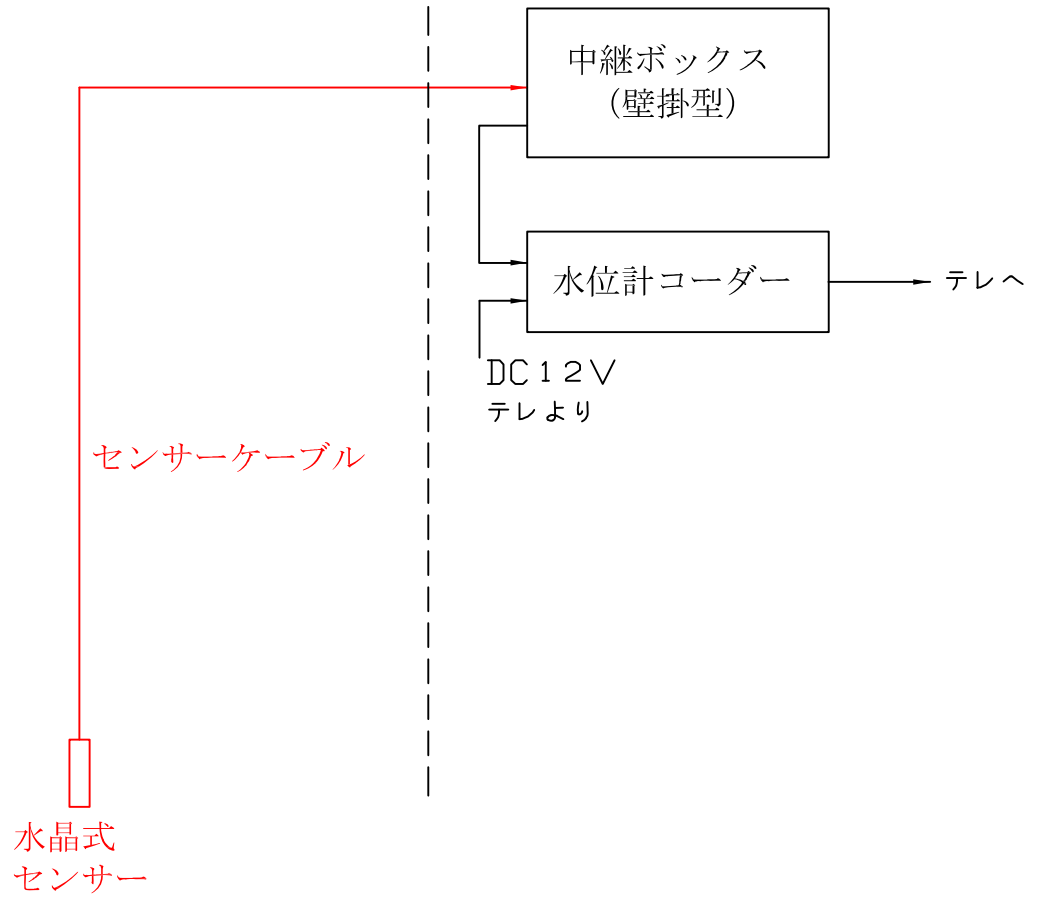 中継ボックス
(壁掛型)
水位計コーダー
テレへ
DC12V
テレより
センサーケーブル
水晶式
センサー